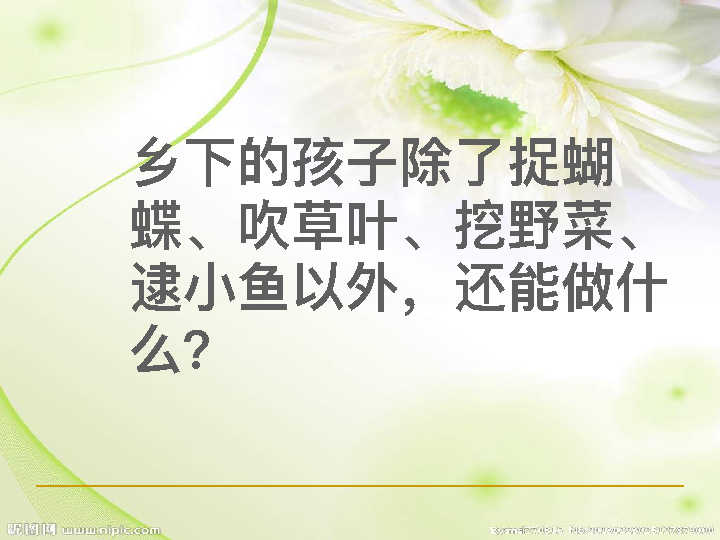 乡下的孩子除了捉蝴
蝶、吹草叶、挖野菜、
逮小鱼以外，还能做什
么？
昵图网 www.nipic.com